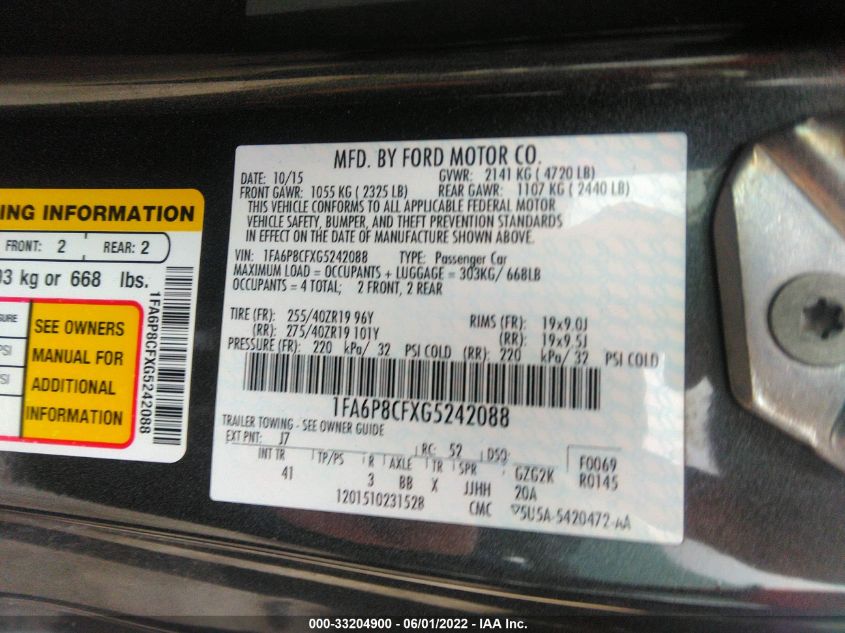 MFD. BY FORD MOTOR CO.
DATE: 10/15 GVWR: 2141 KG ( 4720 LB)
FRONT GAWR: 1055 KG ( 2325 LB) REAR GAWR: 1107 KG ( 2440 LB)
THIS VEHICLE CONFORMS TO ALL APPLICABLE FEDERAL MOTOR
VEHICLE SAFETY, BUMPER, AND THEFT PREVENTION STANDARDS
IN EFFECT ON THE DATE OF MANUFACTURE SHOWN ABOVE.
VIN: 1FA6P8CFXG5242088 TYPE: Passenger Car
MAXIMUM LOAD = OCCUPANTS + LUGGAGE = 303KG/ 668LB
OCCUPANTS = 4 TOTAL; 2 FRONT, 2 REAR
TIRE (FR): 255/40ZR19 96Y RIMS (FR): 19x9.0J
(RR): 275/40ZR19 101Y (RR): 19x9.5J
PRESSURE (FR): 220 kPa/ 32 PSI COLD (RR): 220 kPa/ 32 PSI COLD
1FA6P8CFXG5242088
TRAILER TOWING - SEE OWNER GUIDE
EXT PNT: J7 RC: 52 DSO: F0069
INT TR TP/PS R AXLE TR SPR GZG2K R0145
41 3 BB X JJHH 20A
1201510231528 CMC 5U5A-5420472-AA
ING INFORMATION
FRONT: 2 REAR: 2
03 kg or 668 lbs.
SURE
PSI
PSI
SEE OWNERS
MANUAL FOR
ADDITIONAL
INFORMATION
1FA6P8CFXG5242088
000-33204900 - 06/01/2022 - IAA Inc.